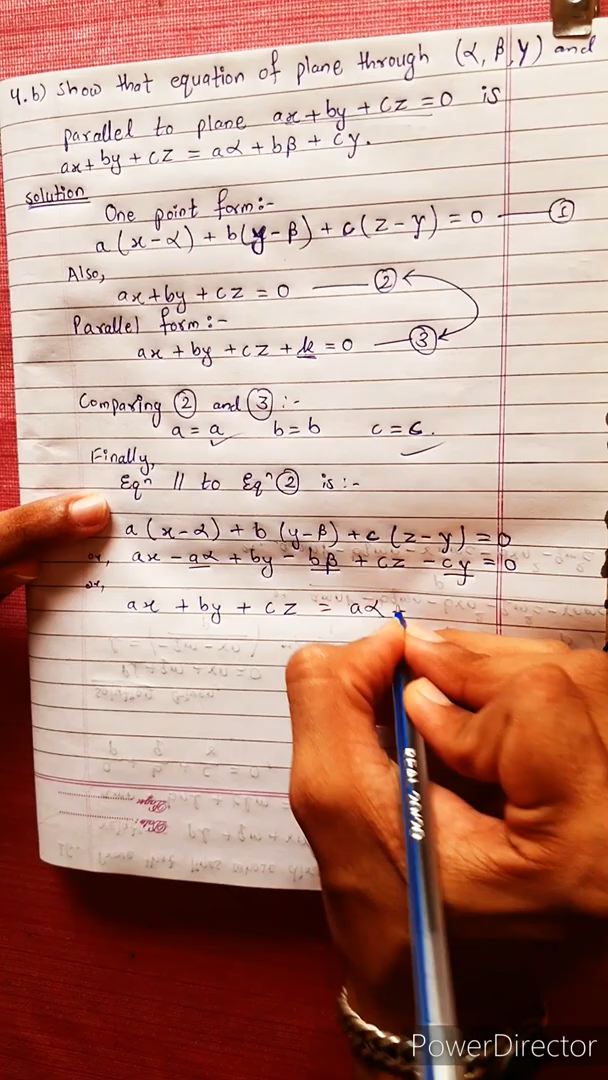 4.b) Show that equation of plane through (α, β, γ) and
parallel to plane ax+by+cz=0 is
ax+by+cz = aα+bβ+cγ.
solution
One point form:-
a(x-α) + b(y-β) + c(z-γ) = 0 — ①
Also,
ax+by+cz = 0 — ②
Parallel form:-
ax+by+cz+k=0 — ③
Comparing ② and ③ :-
a = a b = b c = c.
Finally,
Eqⁿ // to Eqⁿ ② is:-
a(x-α) + b(y-β) + c(z-γ) = 0
or, ax - aα + by - bβ + cz - cγ = 0
or,
ax + by + cz = aα +
PowerDirector